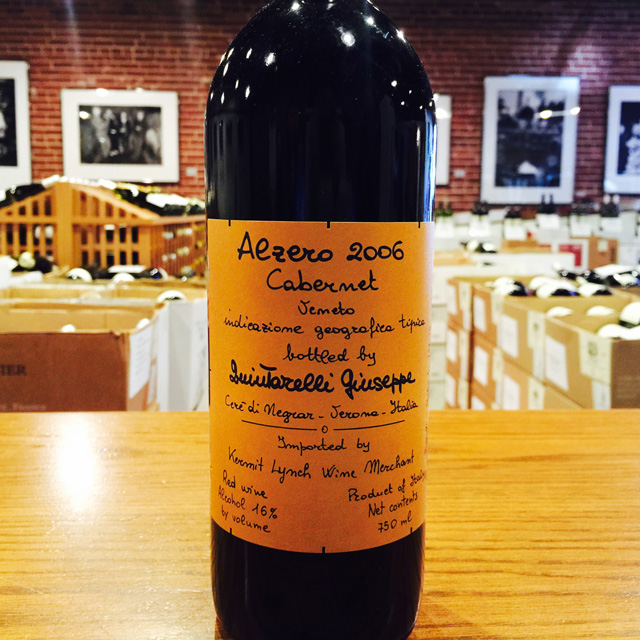 Alzero 2006
Cabernet
Veneto
indicazione geografica tipica
bottled by
Quintarelli Giuseppe
Cerè di Negrar - Verona - Italia
Imported by
Kermit Lynch Wine Merchant
Red wine
Alcohol 16%
by volume
Product of Italy
Net contents
750 ml